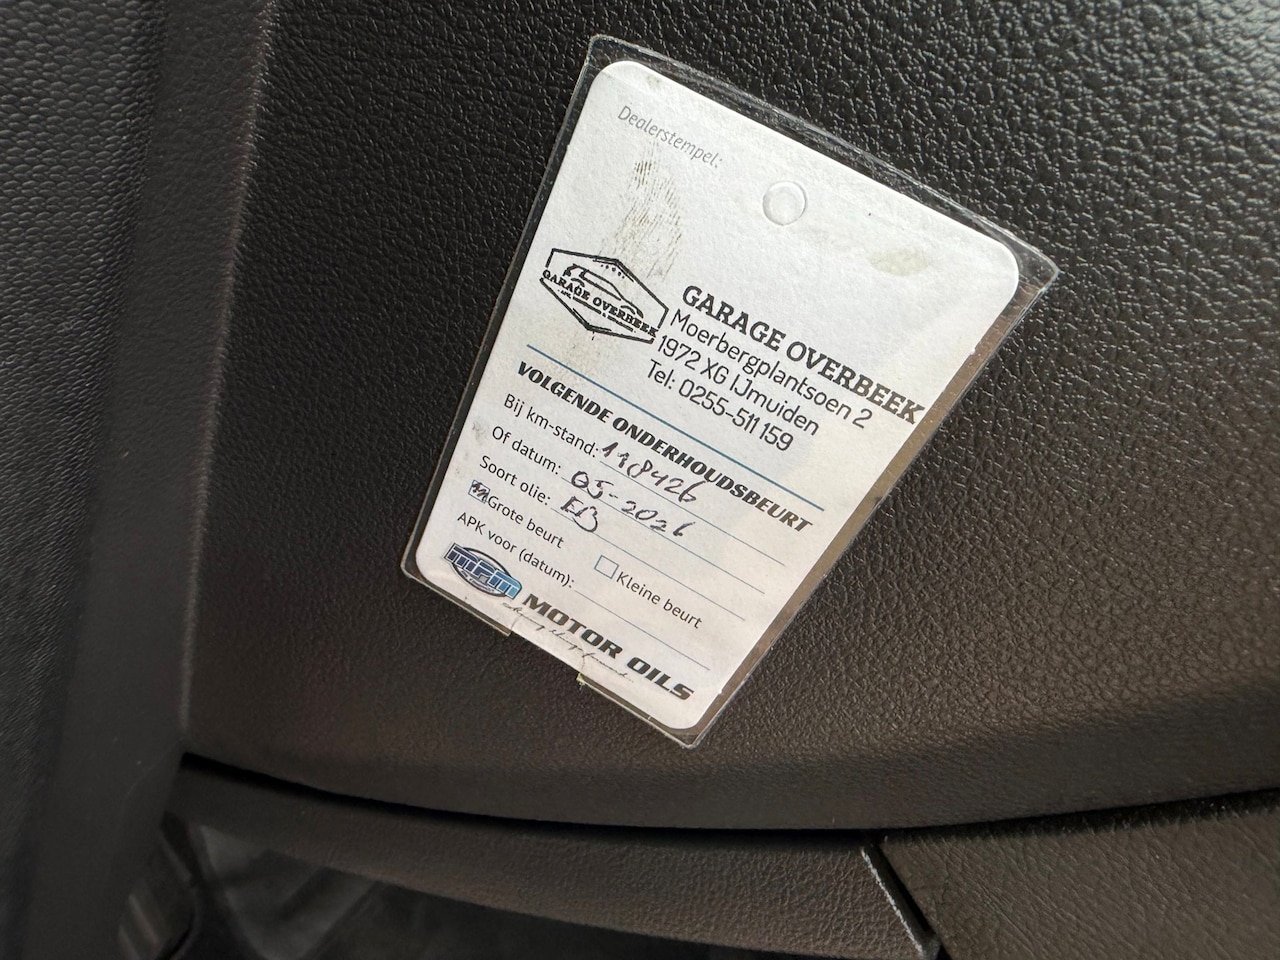 Dealerstempel:
GARAGE OVERBEEK
GARAGE OVERBEEK
Moerbergplantsoen 2
1972 XG IJmuiden
Tel: 0255-511 159
VOLGENDE ONDERHOUDSBEURT
Bij km-stand: 118426
Of datum: 05-2026
Soort olie:
Grote beurt
Kleine beurt
APK voor (datum):
MPM
MOTOR OILS